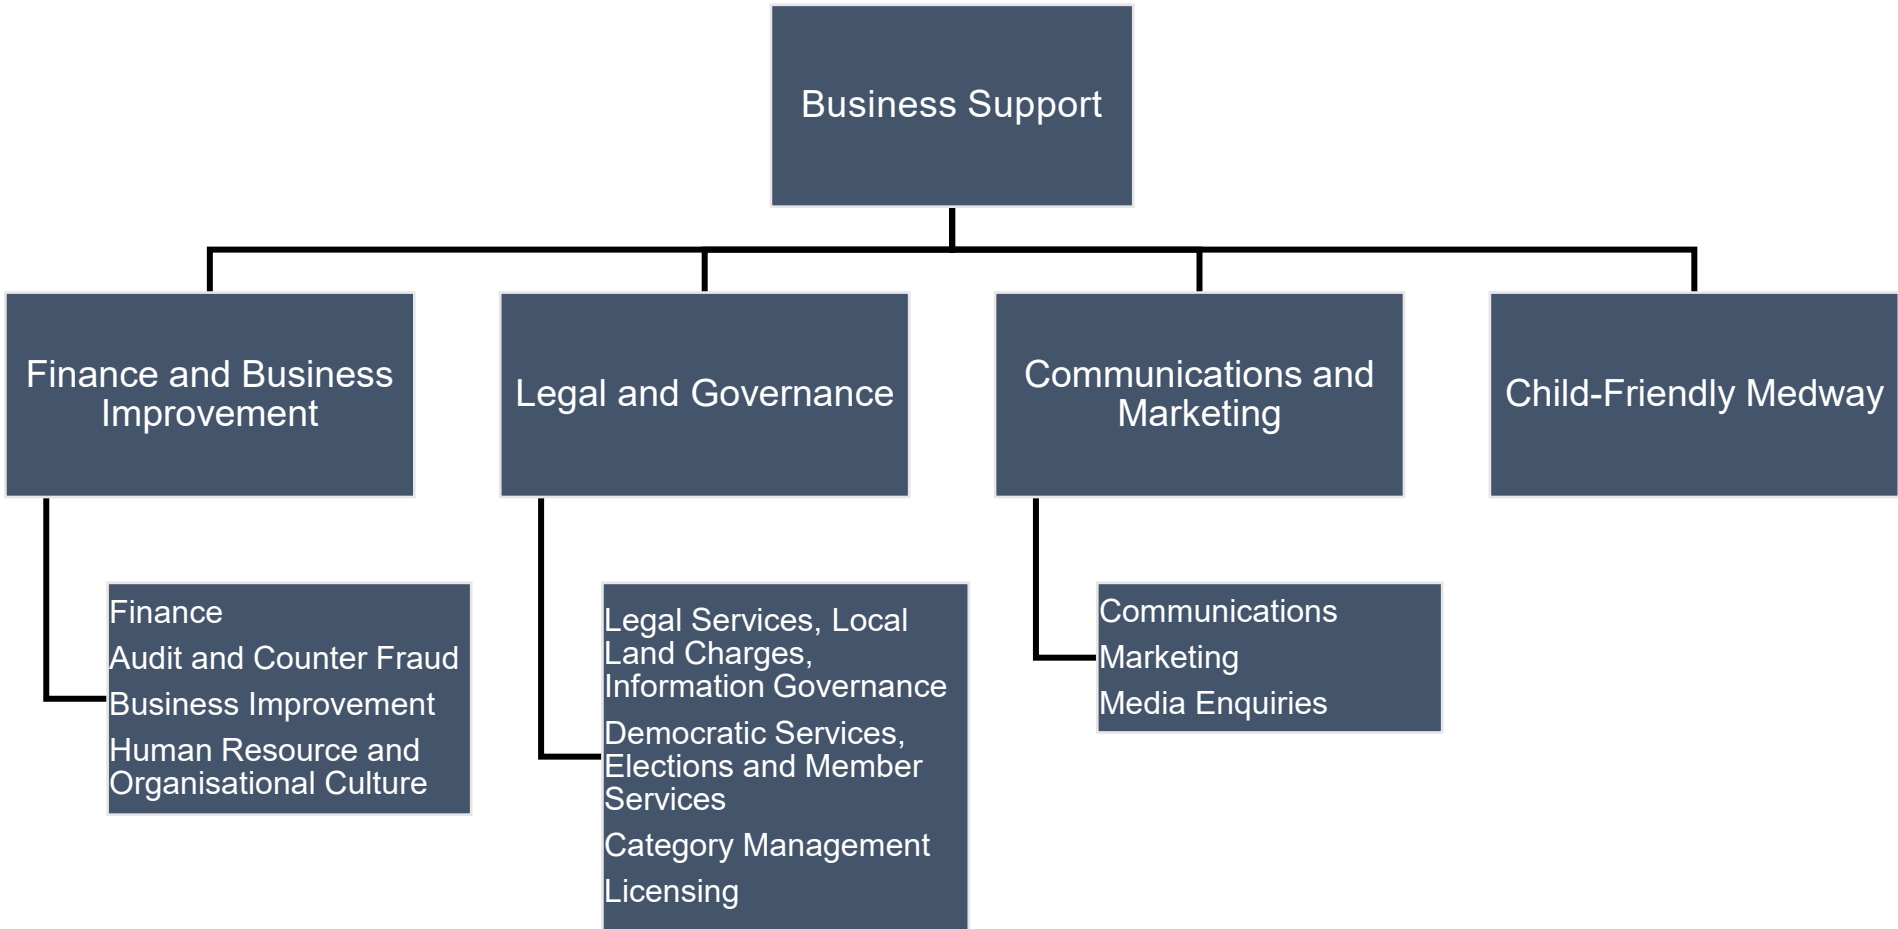 Business Support
Finance and Business
Improvement
Legal and Governance
Communications and
Marketing
Child-Friendly Medway
Finance
Audit and Counter Fraud
Business Improvement
Human Resource and
Organisational Culture
Legal Services, Local
Land Charges,
Information Governance
Democratic Services,
Elections and Member
Services
Category Management
Licensing
Communications
Marketing
Media Enquiries